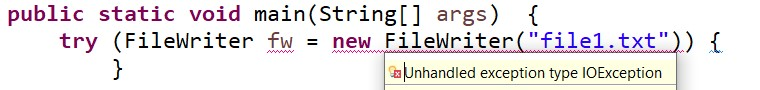 public static void main(String[] args)  {
    try (FileWriter fw = new FileWriter("file1.txt")) {
        }
Unhandled exception type IOException